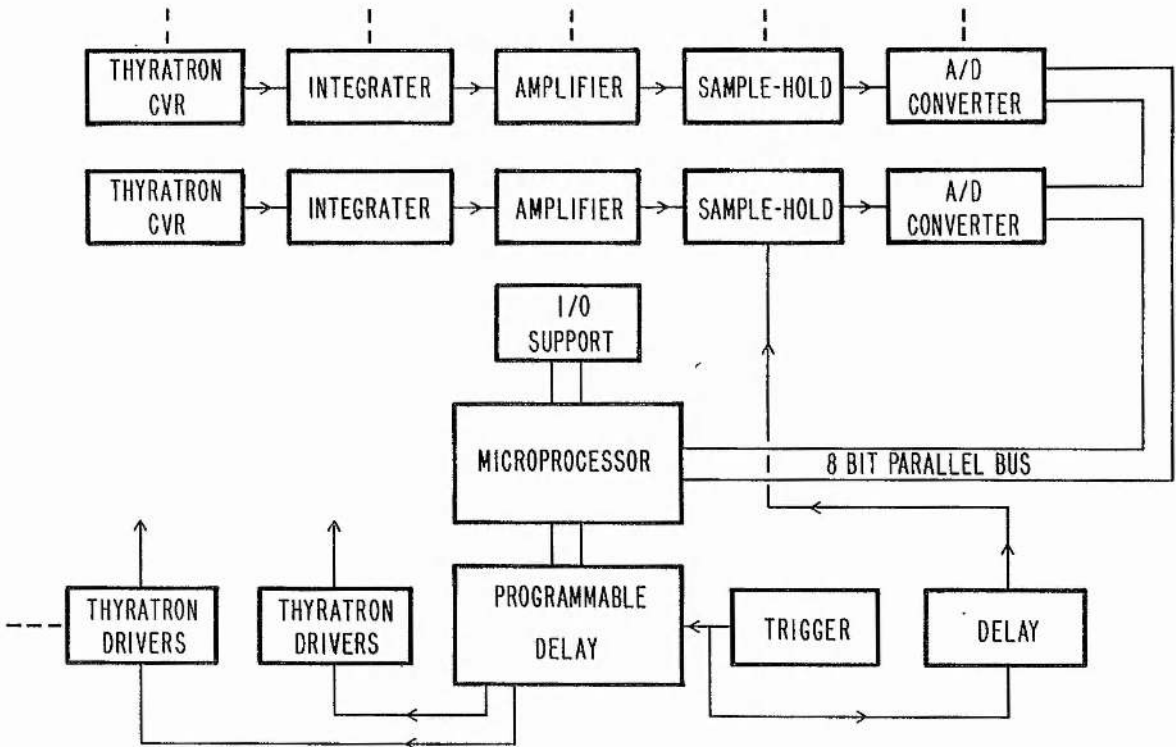 THYRATRON
CVR
INTEGRATER
AMPLIFIER
SAMPLE-HOLD
A/D
CONVERTER
THYRATRON
CVR
INTEGRATER
AMPLIFIER
SAMPLE-HOLD
A/D
CONVERTER
I/O
SUPPORT
MICROPROCESSOR
8 BIT PARALLEL BUS
THYRATRON
DRIVERS
THYRATRON
DRIVERS
PROGRAMMABLE
DELAY
TRIGGER
DELAY